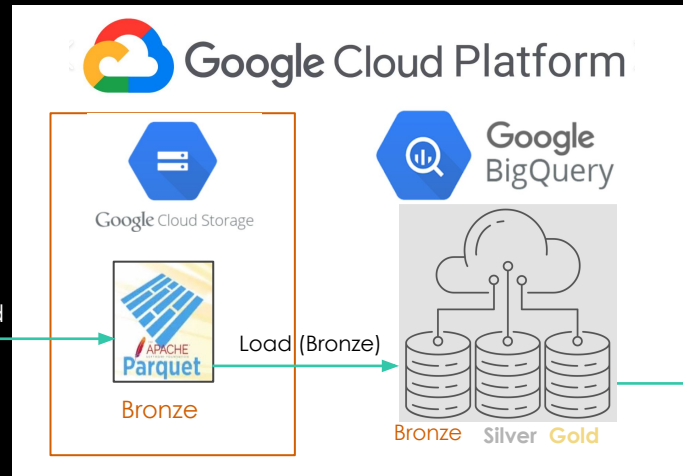 Google Cloud Platform
Google Cloud Storage
Google
BigQuery
APACHE
Parquet
Load (Bronze)
Bronze
Bronze
Silver
Gold